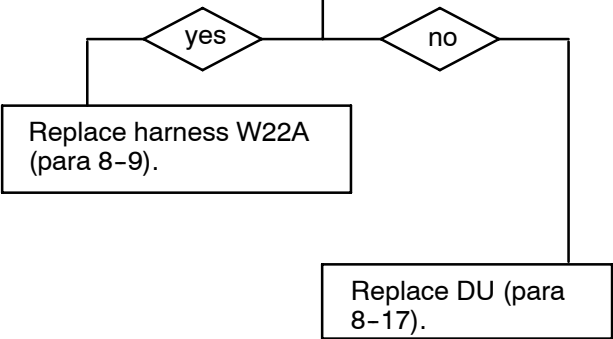 yes
no
Replace harness W22A
(para 8-9).
Replace DU (para
8-17).